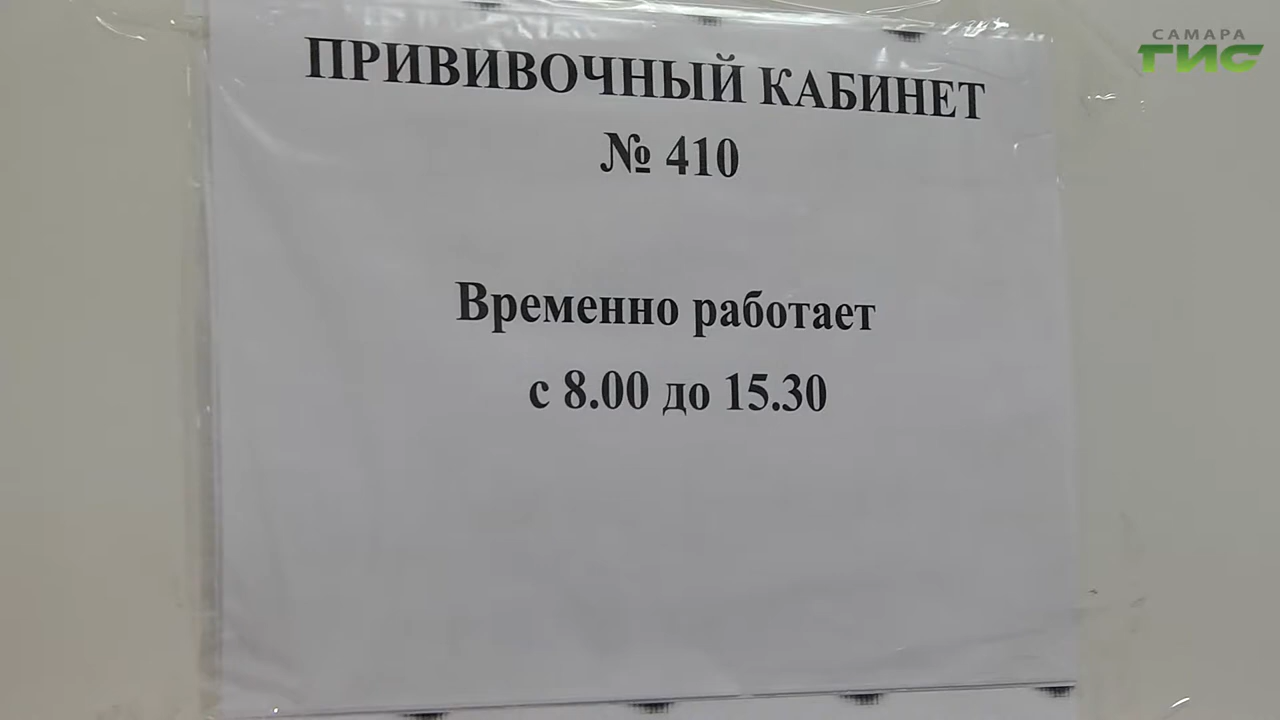 САМАРА
ГИС
ПРИВИВОЧНЫЙ КАБИНЕТ
№ 410
Временно работает
с 8.00 до 15.30